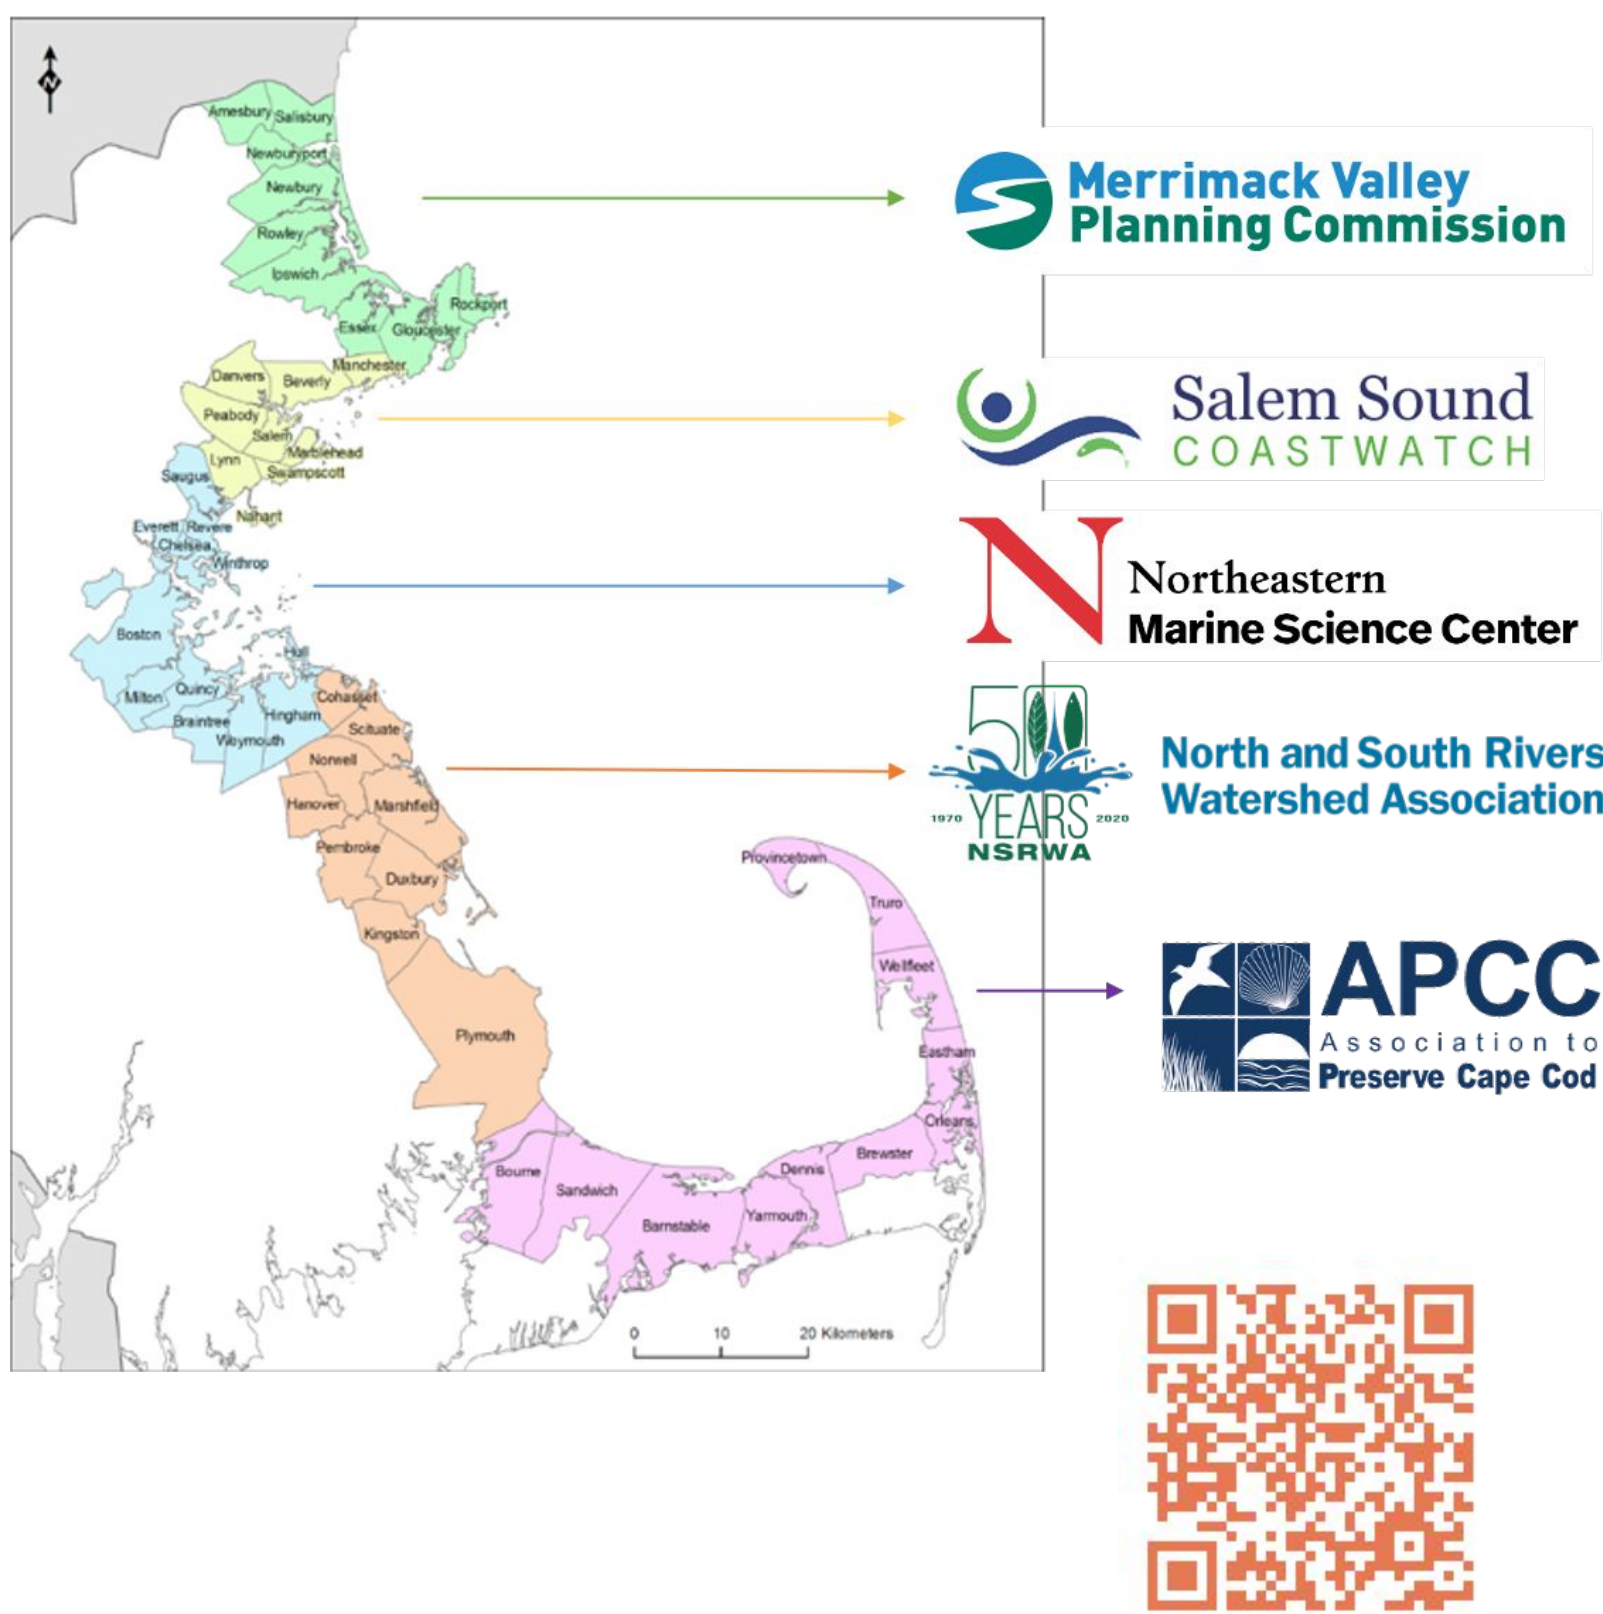 N
Amesbury
Salisbury
Newburyport
Newbury
Rowley
Ipswich
Rockport
Essex
Gloucester
Manchester
Danvers
Beverly
Peabody
Salem
Marblehead
Lynn
Swampscott
Saugus
Nahant
Everett
Revere
Chelsea
Winthrop
Boston
Hull
Milton
Quincy
Braintree
Hingham
Weymouth
Cohasset
Scituate
Norwell
Hanover
Marshfield
Pembroke
Duxbury
Kingston
Plymouth
Provincetown
Truro
Wellfleet
Eastham
Orleans
Brewster
Dennis
Yarmouth
Barnstable
Sandwich
Bourne
0 10 20 Kilometers
Merrimack Valley
Planning Commission
Salem Sound
COASTWATCH
N
Northeastern
Marine Science Center
50
1970 YEARS 2020
NSRWA
North and South Rivers
Watershed Association
APCC
Association to
Preserve Cape Cod